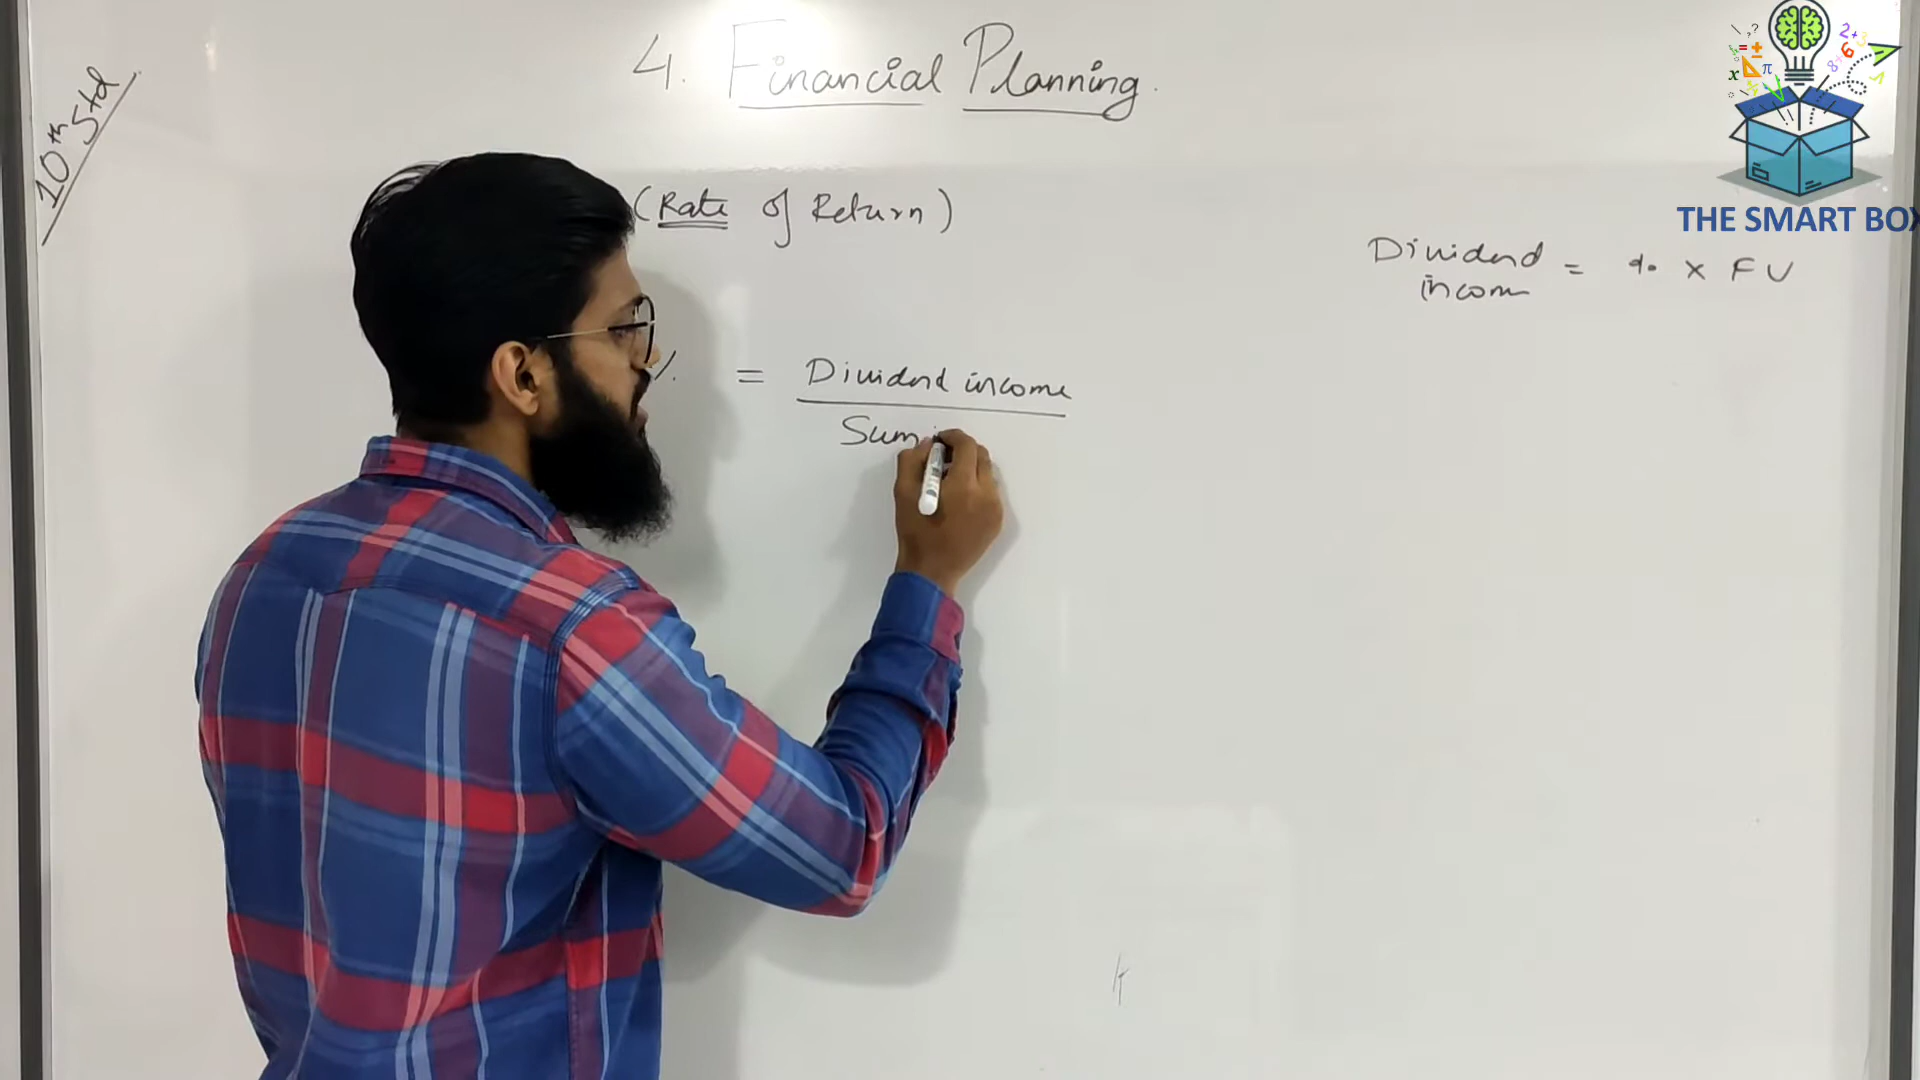 4. Financial Planning.
10th Std
(Rate of Return)
Dividend income = % x FV
% = Dividend income
Sum
THE SMART BOX